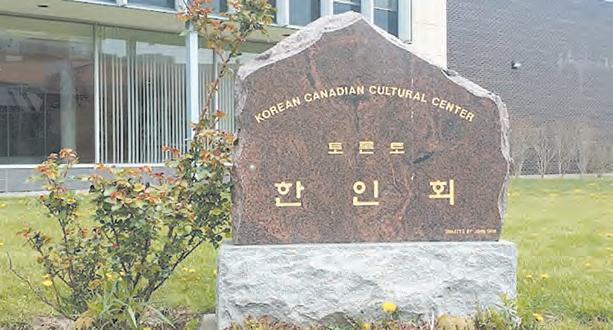 KOREAN CANADIAN CULTURAL CENTER
토론토
한인회